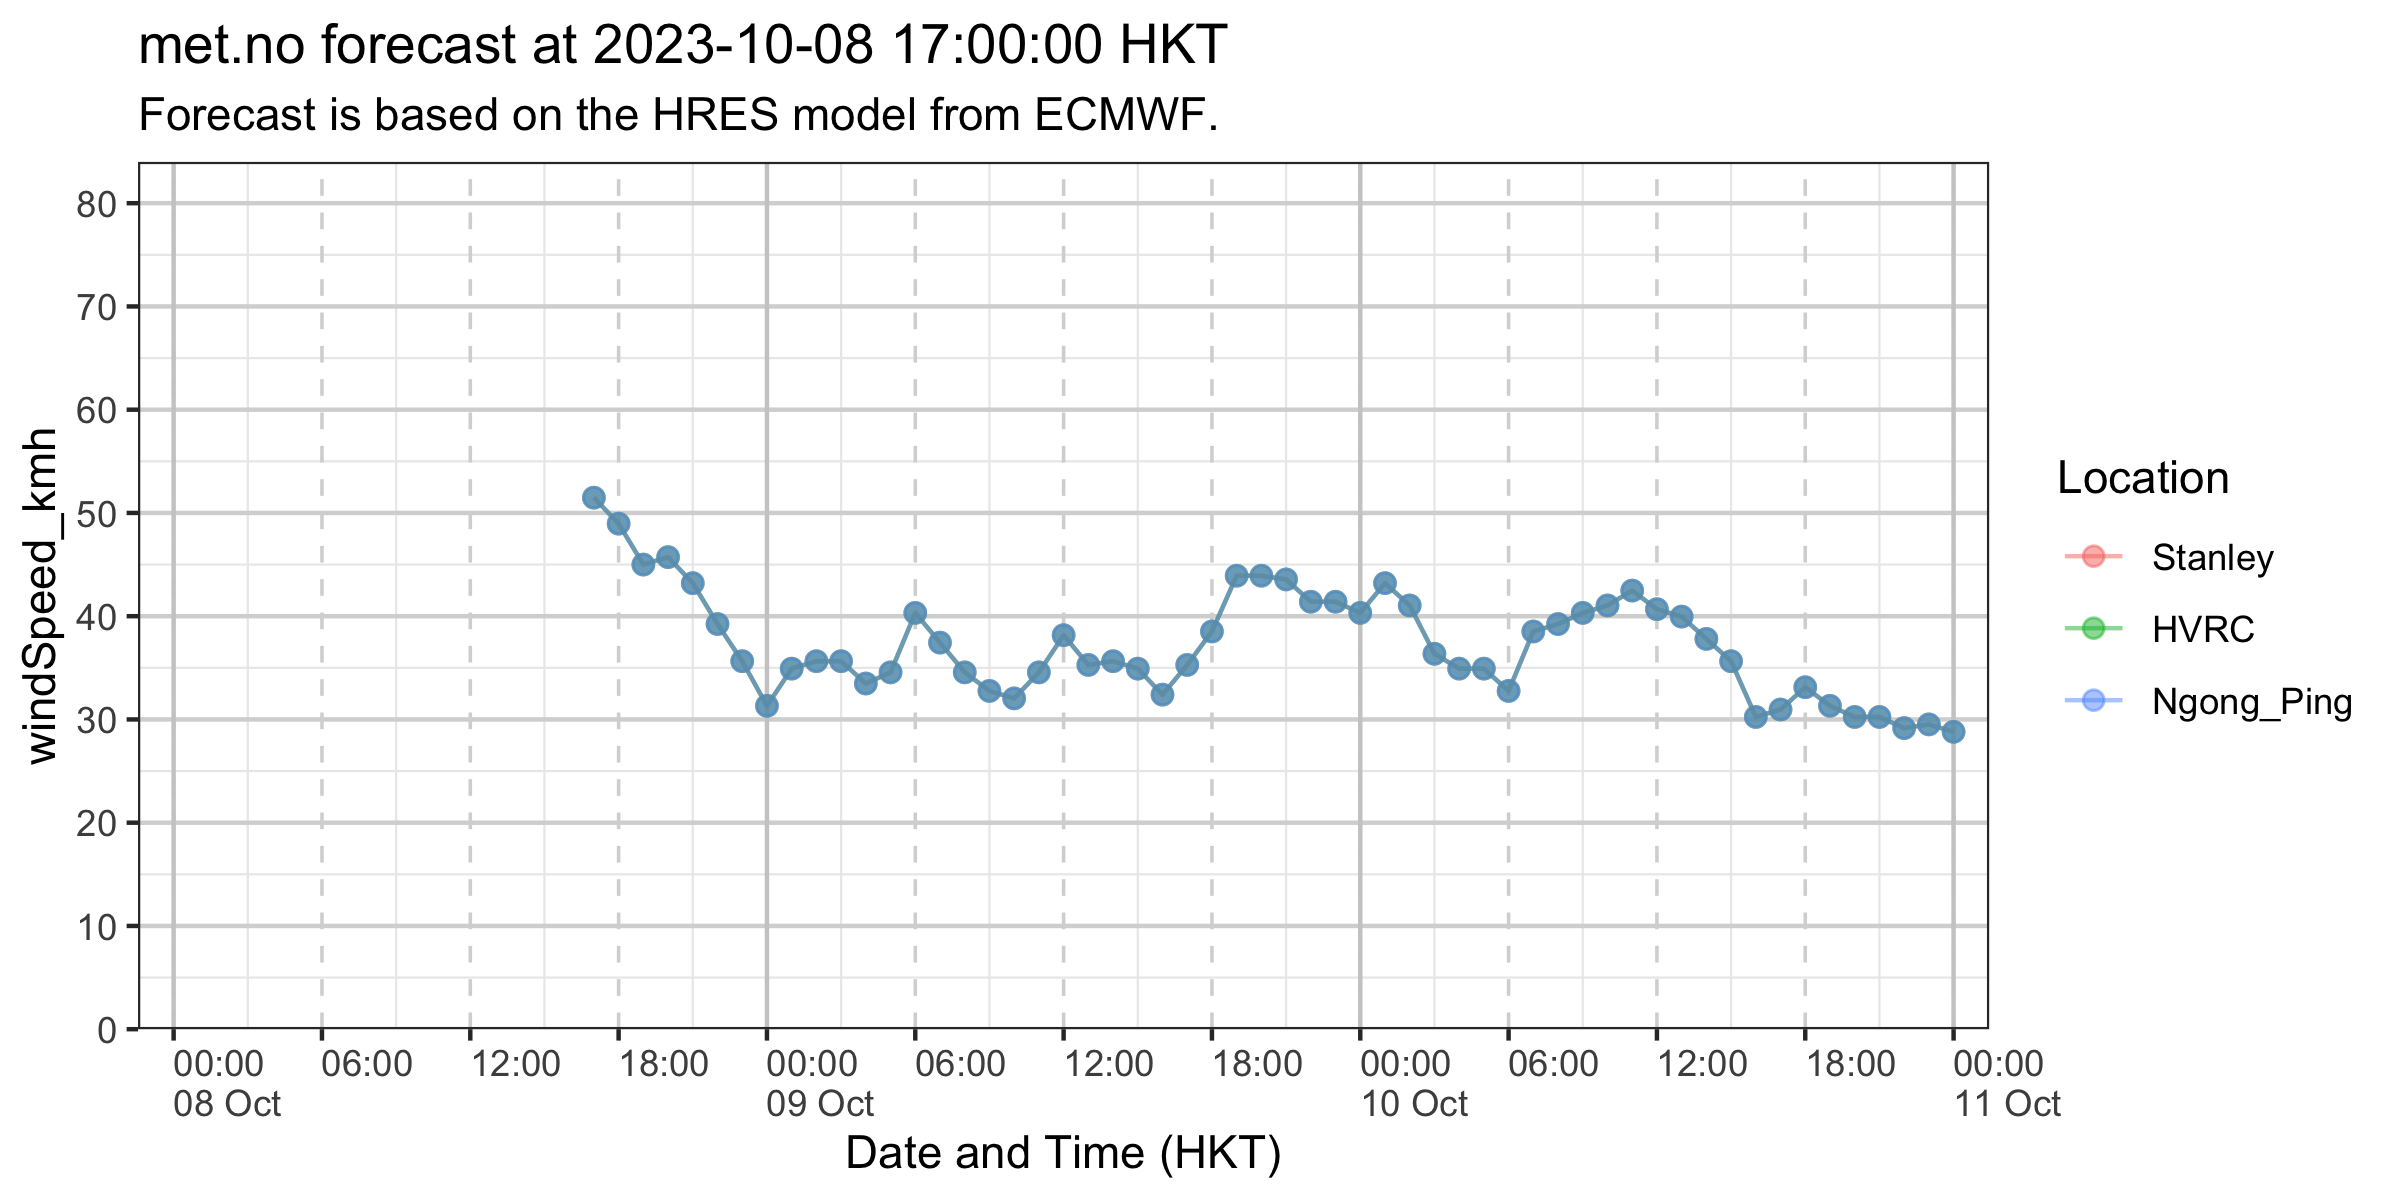 met.no forecast at 2023-10-08 17:00:00 HKT
Forecast is based on the HRES model from ECMWF.
windSpeed_kmh
80
70
60
50
40
30
20
10
0
00:00 06:00 12:00 18:00 00:00 06:00 12:00 18:00 00:00 06:00 12:00 18:00 00:00
08 Oct 09 Oct 10 Oct 11 Oct
Date and Time (HKT)
Location
Stanley
HVRC
Ngong_Ping